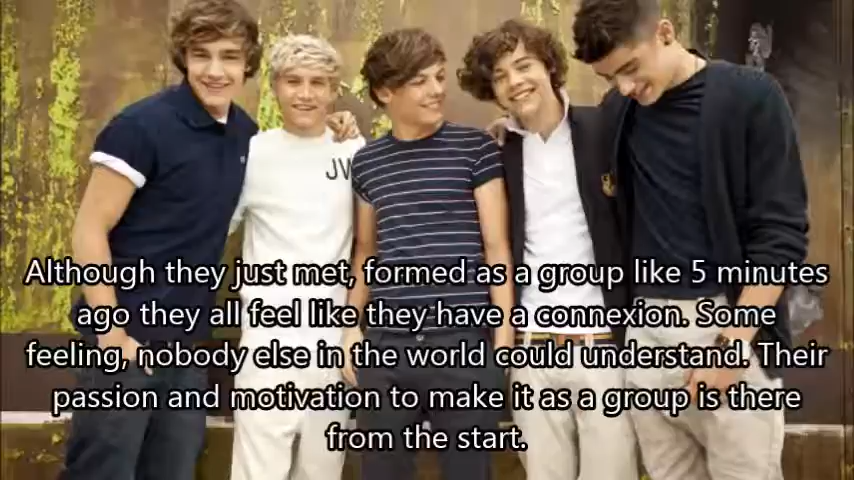 JW
Although they just met, formed as a group like 5 minutes
ago they all feel like they have a connexion. Some
feeling, nobody else in the world could understand. Their
passion and motivation to make it as a group is there
from the start.